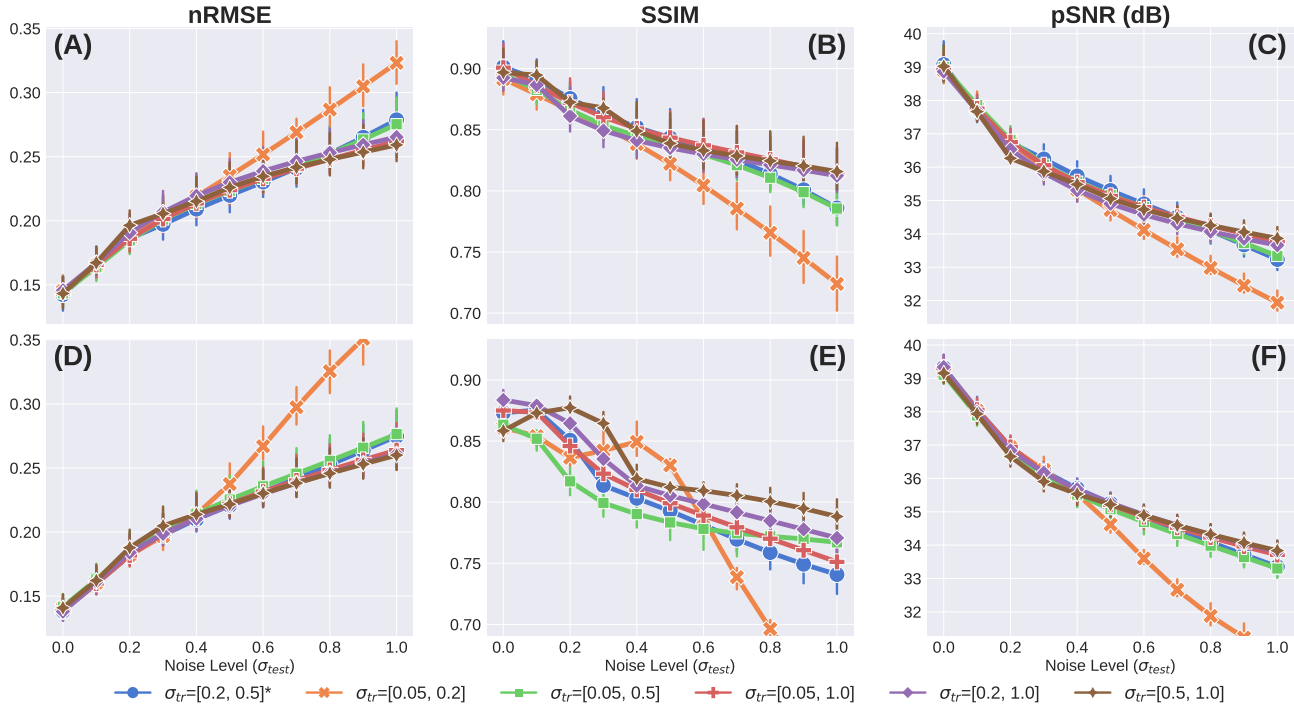 nRMSE SSIM pSNR (dB)
(A) (B) (C)
0.35 0.30 0.25 0.20 0.15
0.90 0.85 0.80 0.75 0.70
40 39 38 37 36 35 34 33 32
(D) (E) (F)
0.35 0.30 0.25 0.20 0.15
0.90 0.85 0.80 0.75 0.70
40 39 38 37 36 35 34 33 32
0.0 0.2 0.4 0.6 0.8 1.0 0.0 0.2 0.4 0.6 0.8 1.0 0.0 0.2 0.4 0.6 0.8 1.0
Noise Level (σtest) Noise Level (σtest) Noise Level (σtest)
σtr=[0.2, 0.5]* σtr=[0.05, 0.2] σtr=[0.05, 0.5] σtr=[0.05, 1.0] σtr=[0.2, 1.0] σtr=[0.5, 1.0]